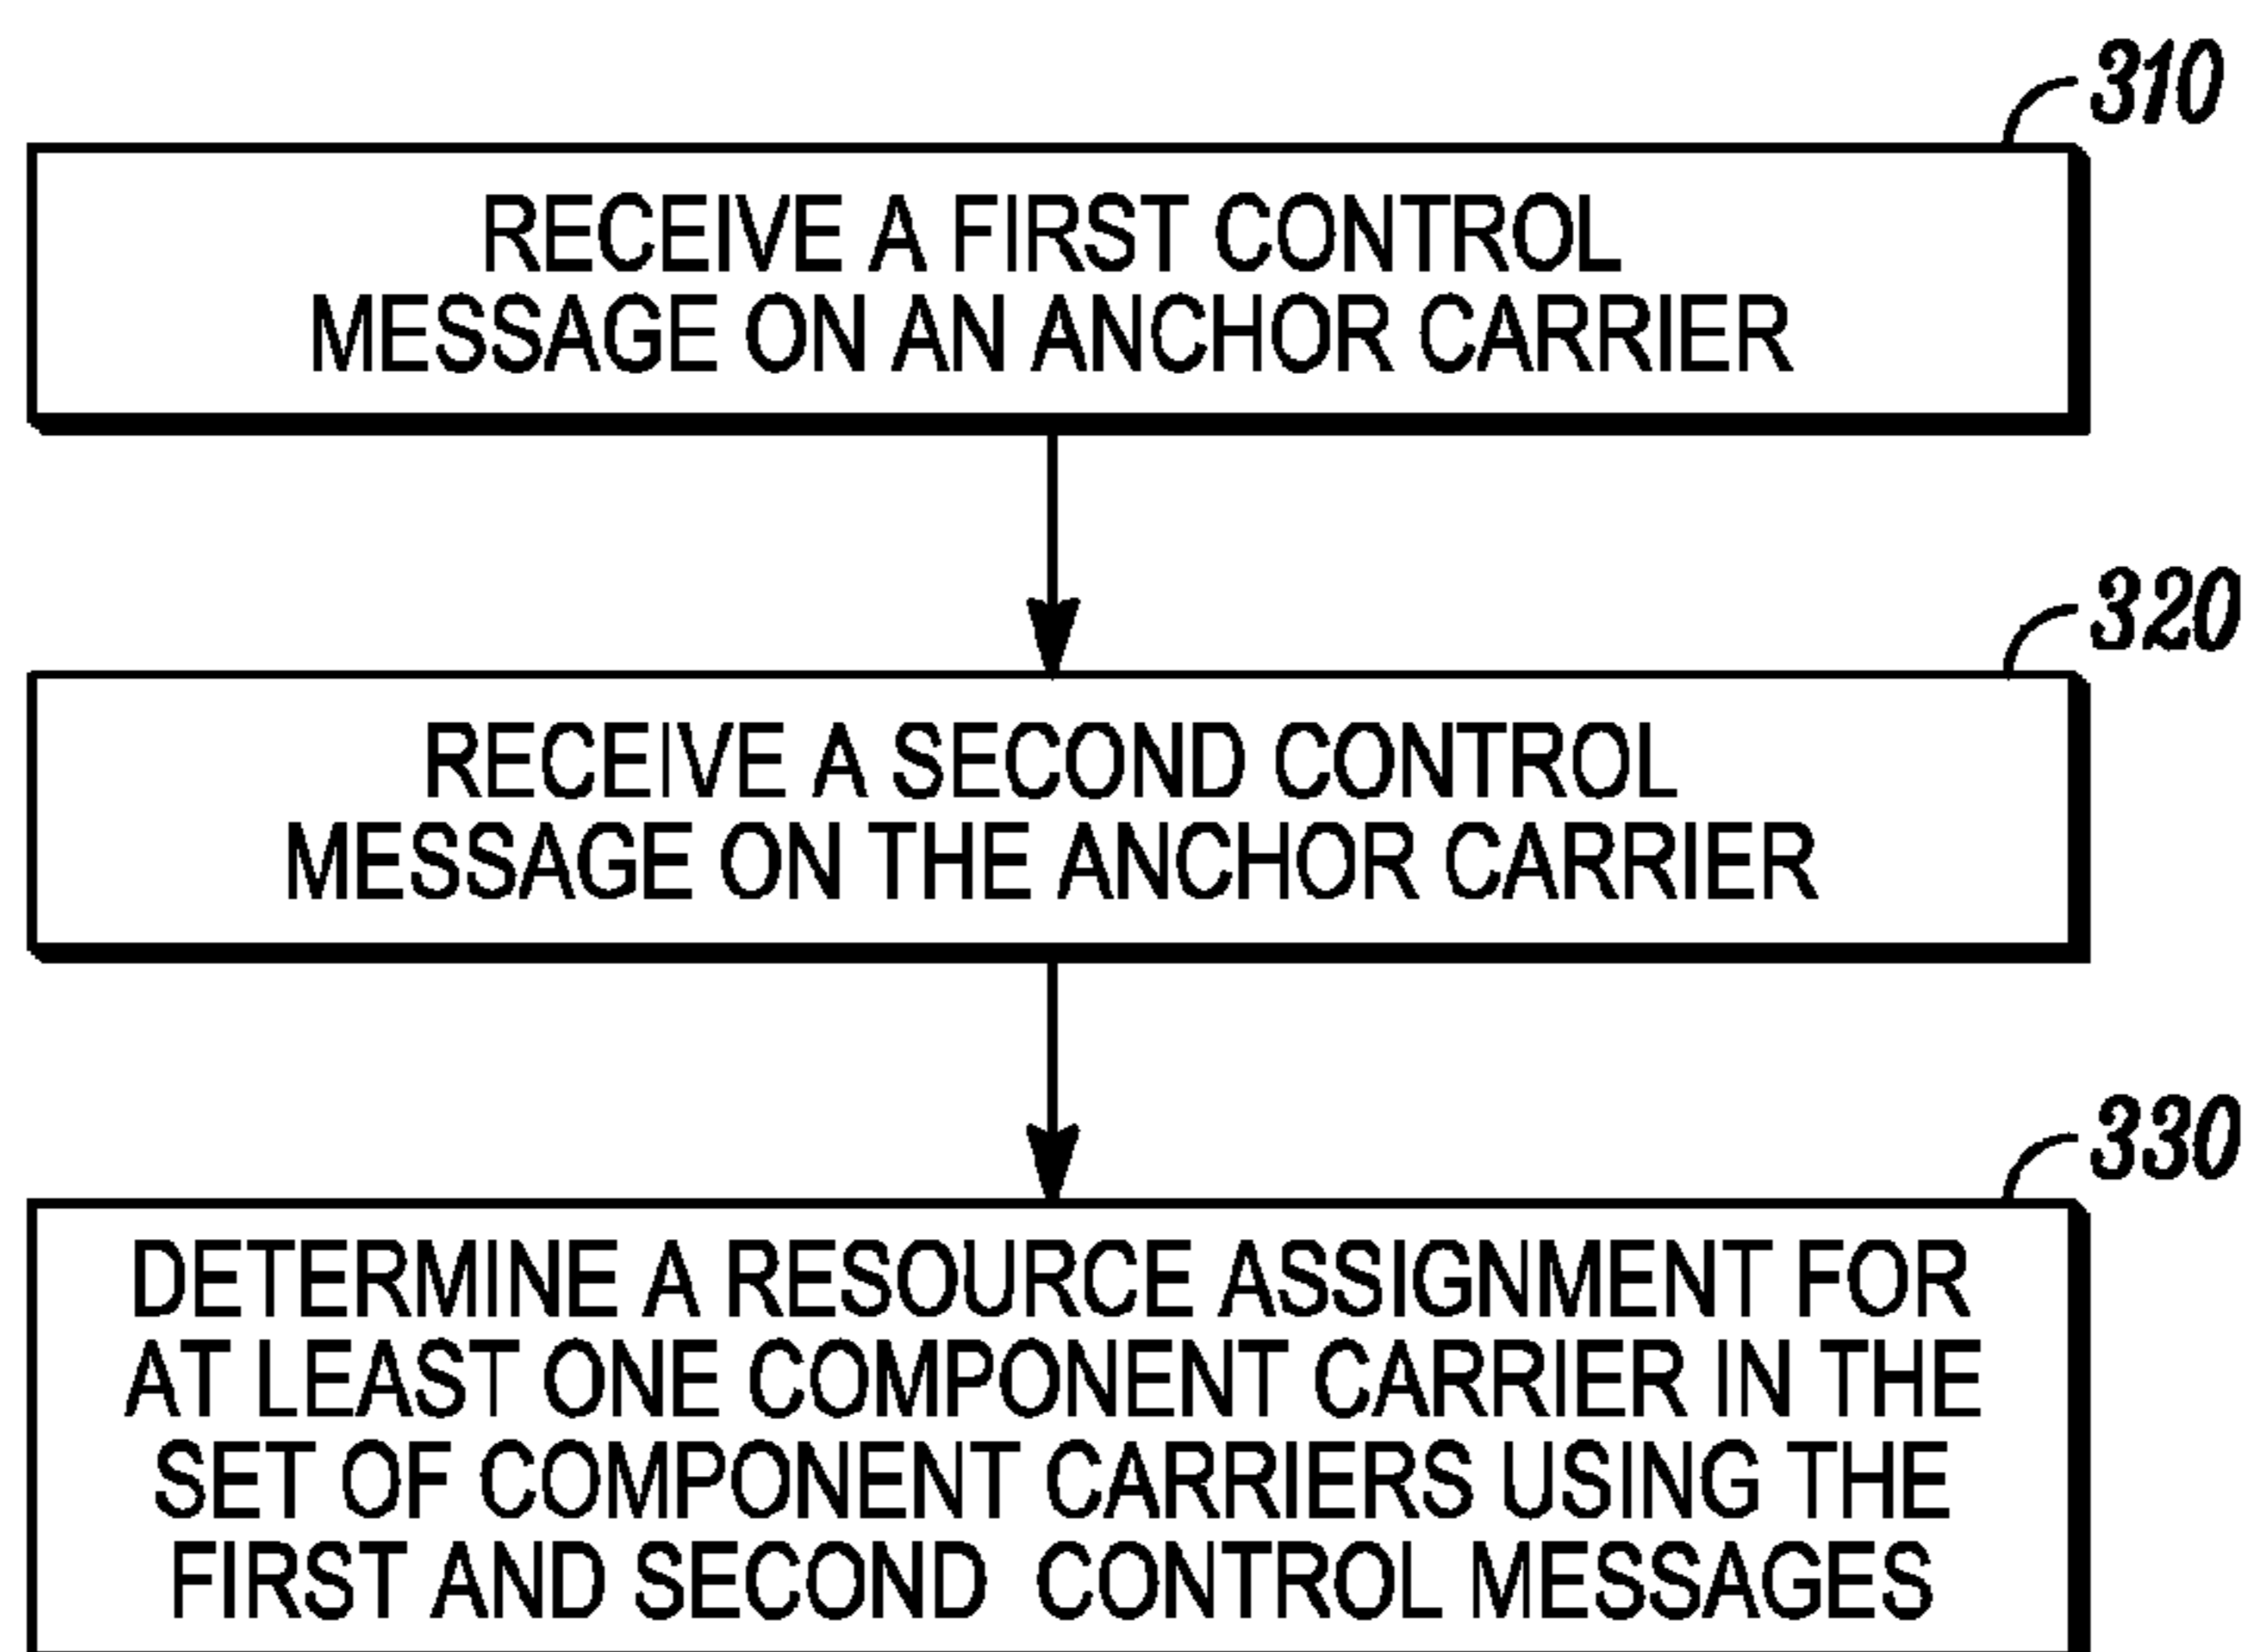 310
RECEIVE A FIRST CONTROL
MESSAGE ON AN ANCHOR CARRIER
320
RECEIVE A SECOND CONTROL
MESSAGE ON THE ANCHOR CARRIER
330
DETERMINE A RESOURCE ASSIGNMENT FOR
AT LEAST ONE COMPONENT CARRIER IN THE
SET OF COMPONENT CARRIERS USING THE
FIRST AND SECOND CONTROL MESSAGES